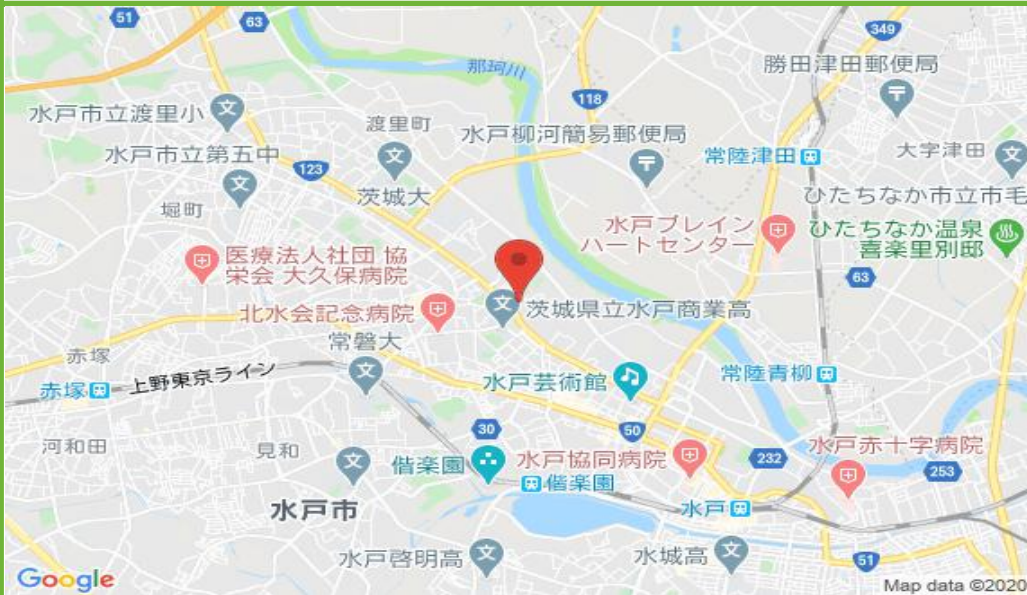 51
63
349
那珂川
勝田津田郵便局
118
水戸市立渡里小
渡里町
水戸柳河簡易郵便局
常陸津田
大字津田
水戸市立第五中
123
茨城大
ひたちなか市立市毛
堀町
水戸ブレイン
ハートセンター
ひたちなか温泉
喜楽里別邸
医療法人社団 協
栄会 大久保病院
63
北水会記念病院
茨城県立水戸商業高
常磐大
赤塚
赤塚
上野東京ライン
水戸芸術館
常陸青柳
河和田
見和
30
50
偕楽園
水戸協同病院
232
水戸赤十字病院
253
偕楽園
水戸市
水戸
水戸啓明高
水城高
51
Google
Map data ©2020